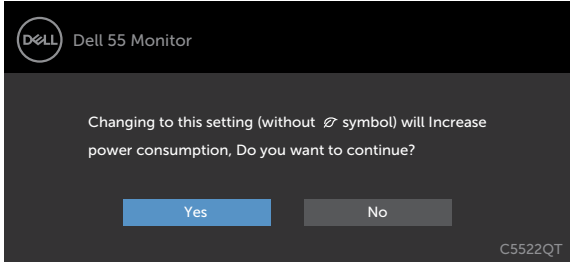 DELL Dell 55 Monitor
Changing to this setting (without symbol) will Increase
power consumption, Do you want to continue?
Yes No
C5522QT